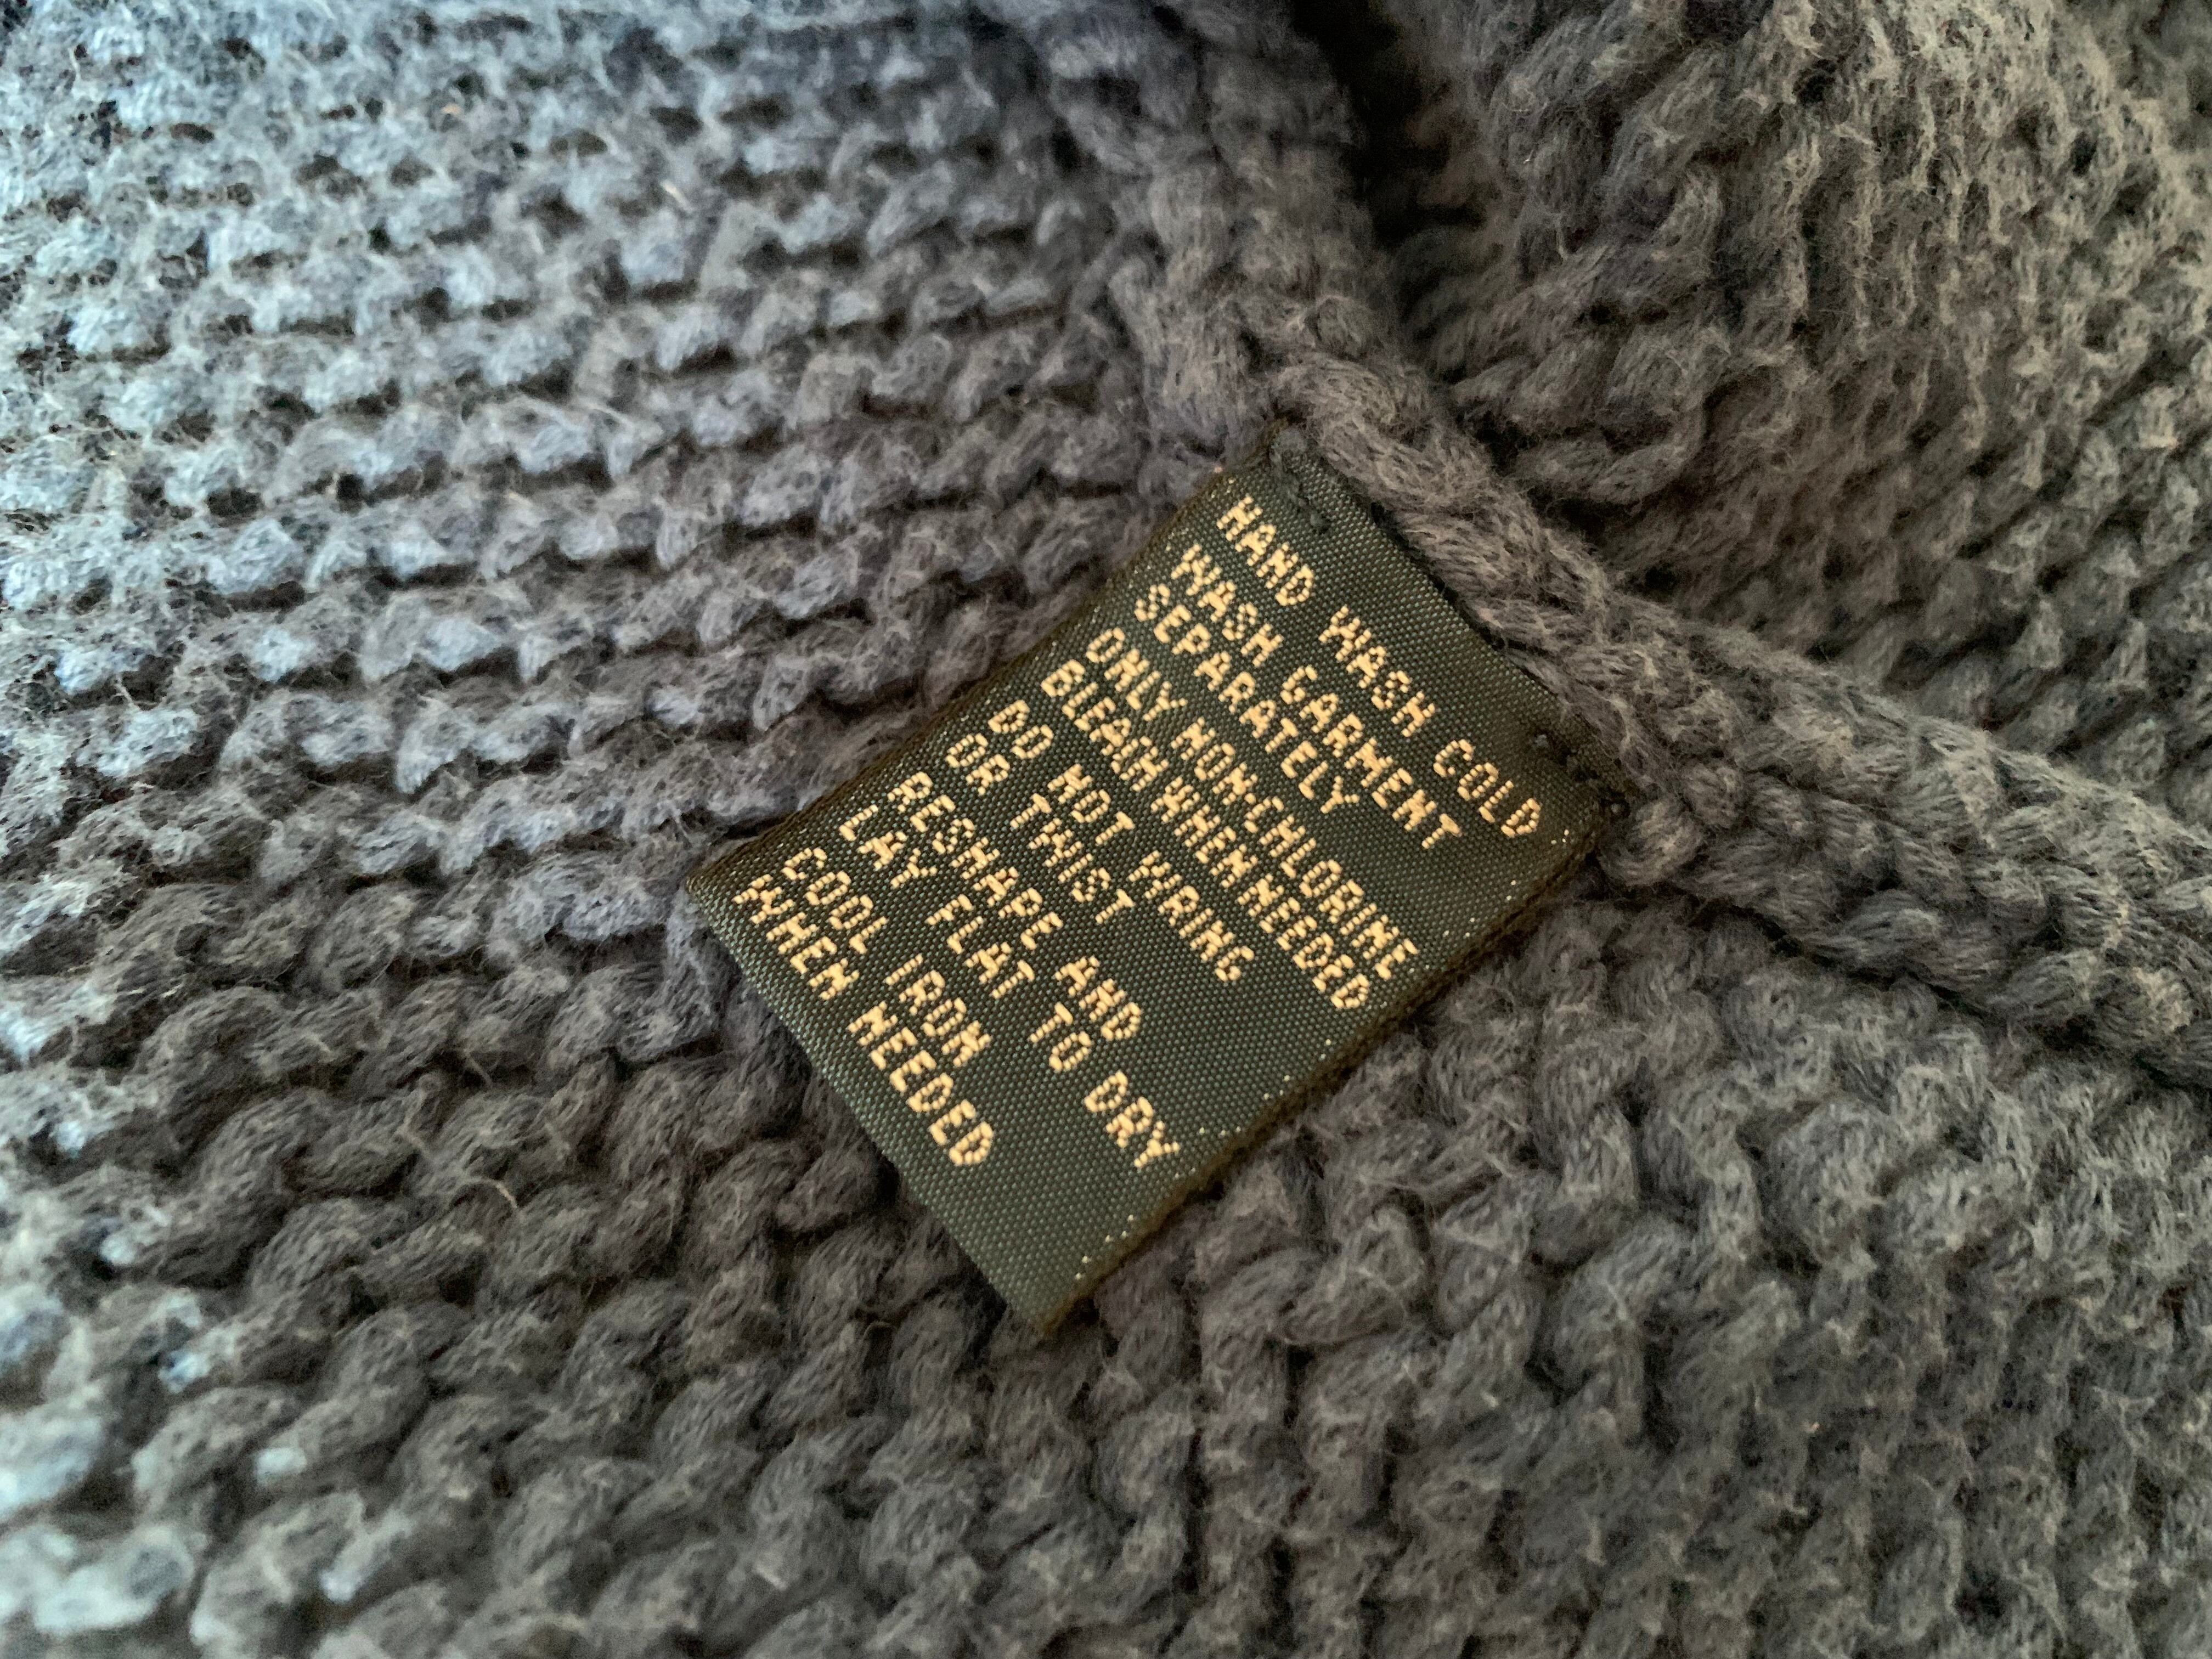 HAND WASH COLD
WASH GARMENT
SEPARATELY
ONLY NON-CHLORINE
BLEACH WHEN NEEDED
DO NOT WRING
OR TWIST
RESHAPE AND
LAY FLAT TO DRY
COOL IRON
WHEN NEEDED